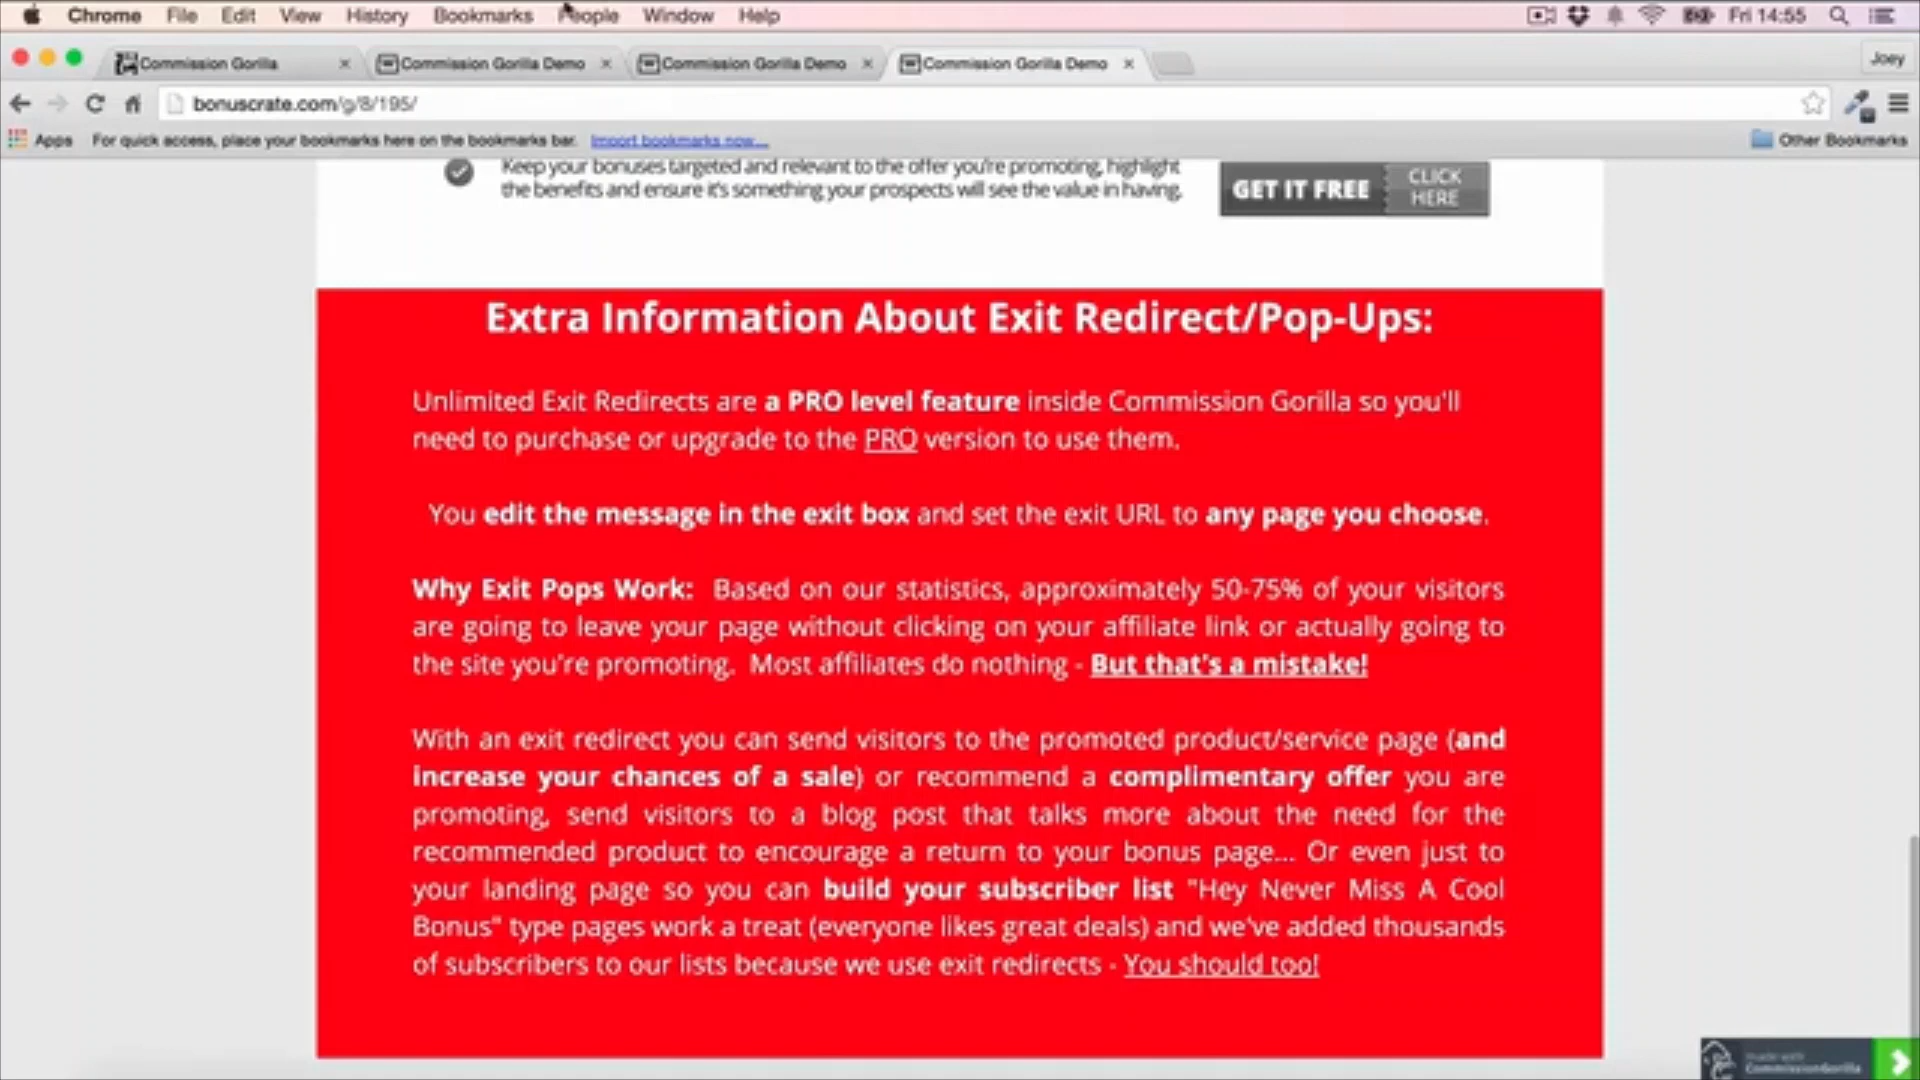 Chrome File Edit View History Bookmarks People Window Help Fri 14:55
Commission Gorilla Commission Gorilla Demo Commission Gorilla Demo Commission Gorilla Demo Joey
bonuscrate.com/g/8/195/
Apps For quick access, place your bookmarks here on the bookmarks bar. Import bookmarks now... Other Bookmarks
Keep your bonuses targeted and relevant to the offer you're promoting, highlight
the benefits and ensure it's something your prospects will see the value in having.
GET IT FREE CLICK
HERE
Extra Information About Exit Redirect/Pop-Ups:
Unlimited Exit Redirects are a PRO level feature inside Commission Gorilla so you'll
need to purchase or upgrade to the PRO version to use them.
You edit the message in the exit box and set the exit URL to any page you choose.
Why Exit Pops Work: Based on our statistics, approximately 50-75% of your visitors
are going to leave your page without clicking on your affiliate link or actually going to
the site you're promoting. Most affiliates do nothing - But that's a mistake!
With an exit redirect you can send visitors to the promoted product/service page (and
increase your chances of a sale) or recommend a complimentary offer you are
promoting, send visitors to a blog post that talks more about the need for the
recommended product to encourage a return to your bonus page... Or even just to
your landing page so you can build your subscriber list "Hey Never Miss A Cool
Bonus" type pages work a treat (everyone likes great deals) and we've added thousands
of subscribers to our lists because we use exit redirects - You should too!
made with
CommissionGorilla